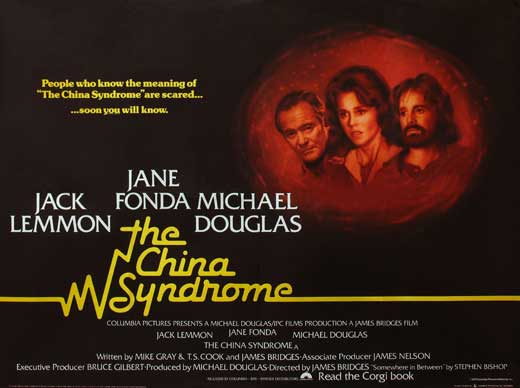 People who know the meaning of
"The China Syndrome" are scared...
...soon you will know.
JACK LEMMON
JANE FONDA
MICHAEL DOUGLAS
The
China
Syndrome
COLUMBIA PICTURES PRESENTS A MICHAEL DOUGLAS/IPC FILMS PRODUCTION A JAMES BRIDGES FILM
JACK LEMMON JANE FONDA MICHAEL DOUGLAS
THE CHINA SYNDROME A
Written by MIKE GRAY & T.S. COOK and JAMES BRIDGES · Associate Producer JAMES NELSON
Executive Producer BRUCE GILBERT · Produced by MICHAEL DOUGLAS · Directed by JAMES BRIDGES "Somewhere in Between" by STEPHEN BISHOP
Read the Corgi book